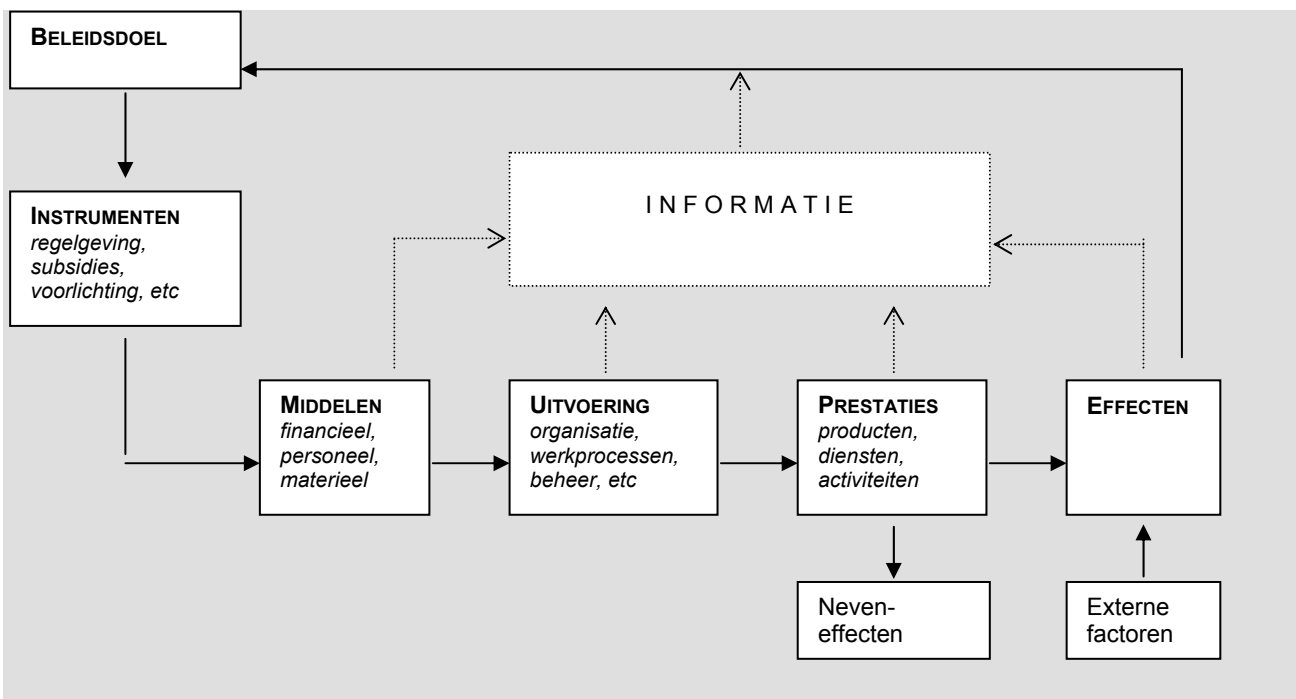 BELEIDSDOEL
INFORMATIE
INSTRUMENTEN
regelgeving,
subsidies,
voorlichting, etc
MIDDELEN
financieel,
personeel,
materieel
UITVOERING
organisatie,
werkprocessen,
beheer, etc
PRESTATIES
producten,
diensten,
activiteiten
EFFECTEN
Neven-
effecten
Externe
factoren